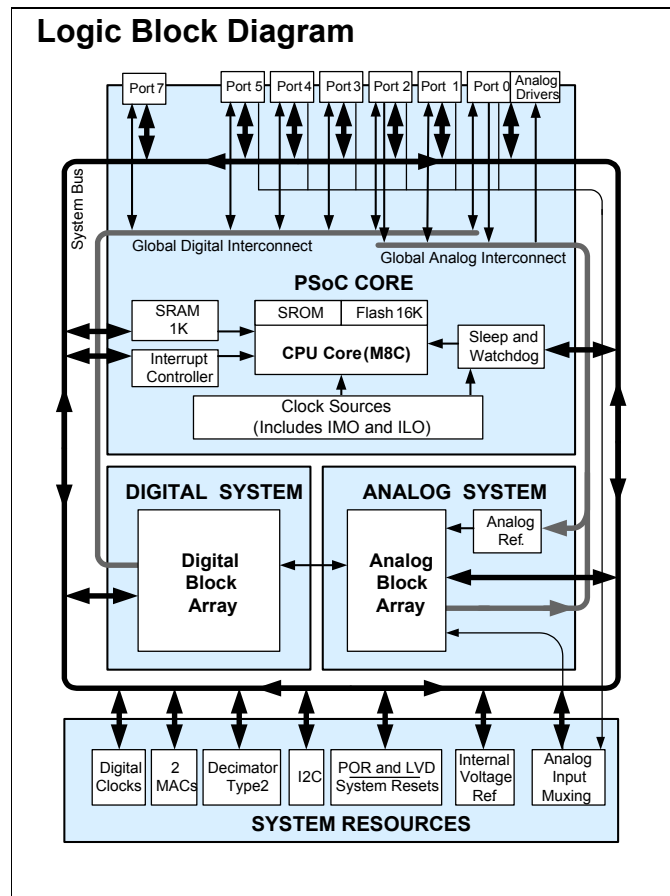 Logic Block Diagram
Port 7
Port 5
Port 4
Port 3
Port 2
Port 1
Port 0
Analog
Drivers
System Bus
Global Digital Interconnect
Global Analog Interconnect
PSoC CORE
SRAM
1K
SROM
Flash 16K
Interrupt
Controller
CPU Core (M8C)
Sleep and
Watchdog
Clock Sources
(Includes IMO and ILO)
DIGITAL SYSTEM
ANALOG SYSTEM
Digital
Block
Array
Analog
Block
Array
Analog
Ref.
Digital
Clocks
2
MACs
Decimator
Type2
I2C
POR and LVD
System Resets
Internal
Voltage
Ref
Analog
Input
Muxing
SYSTEM RESOURCES